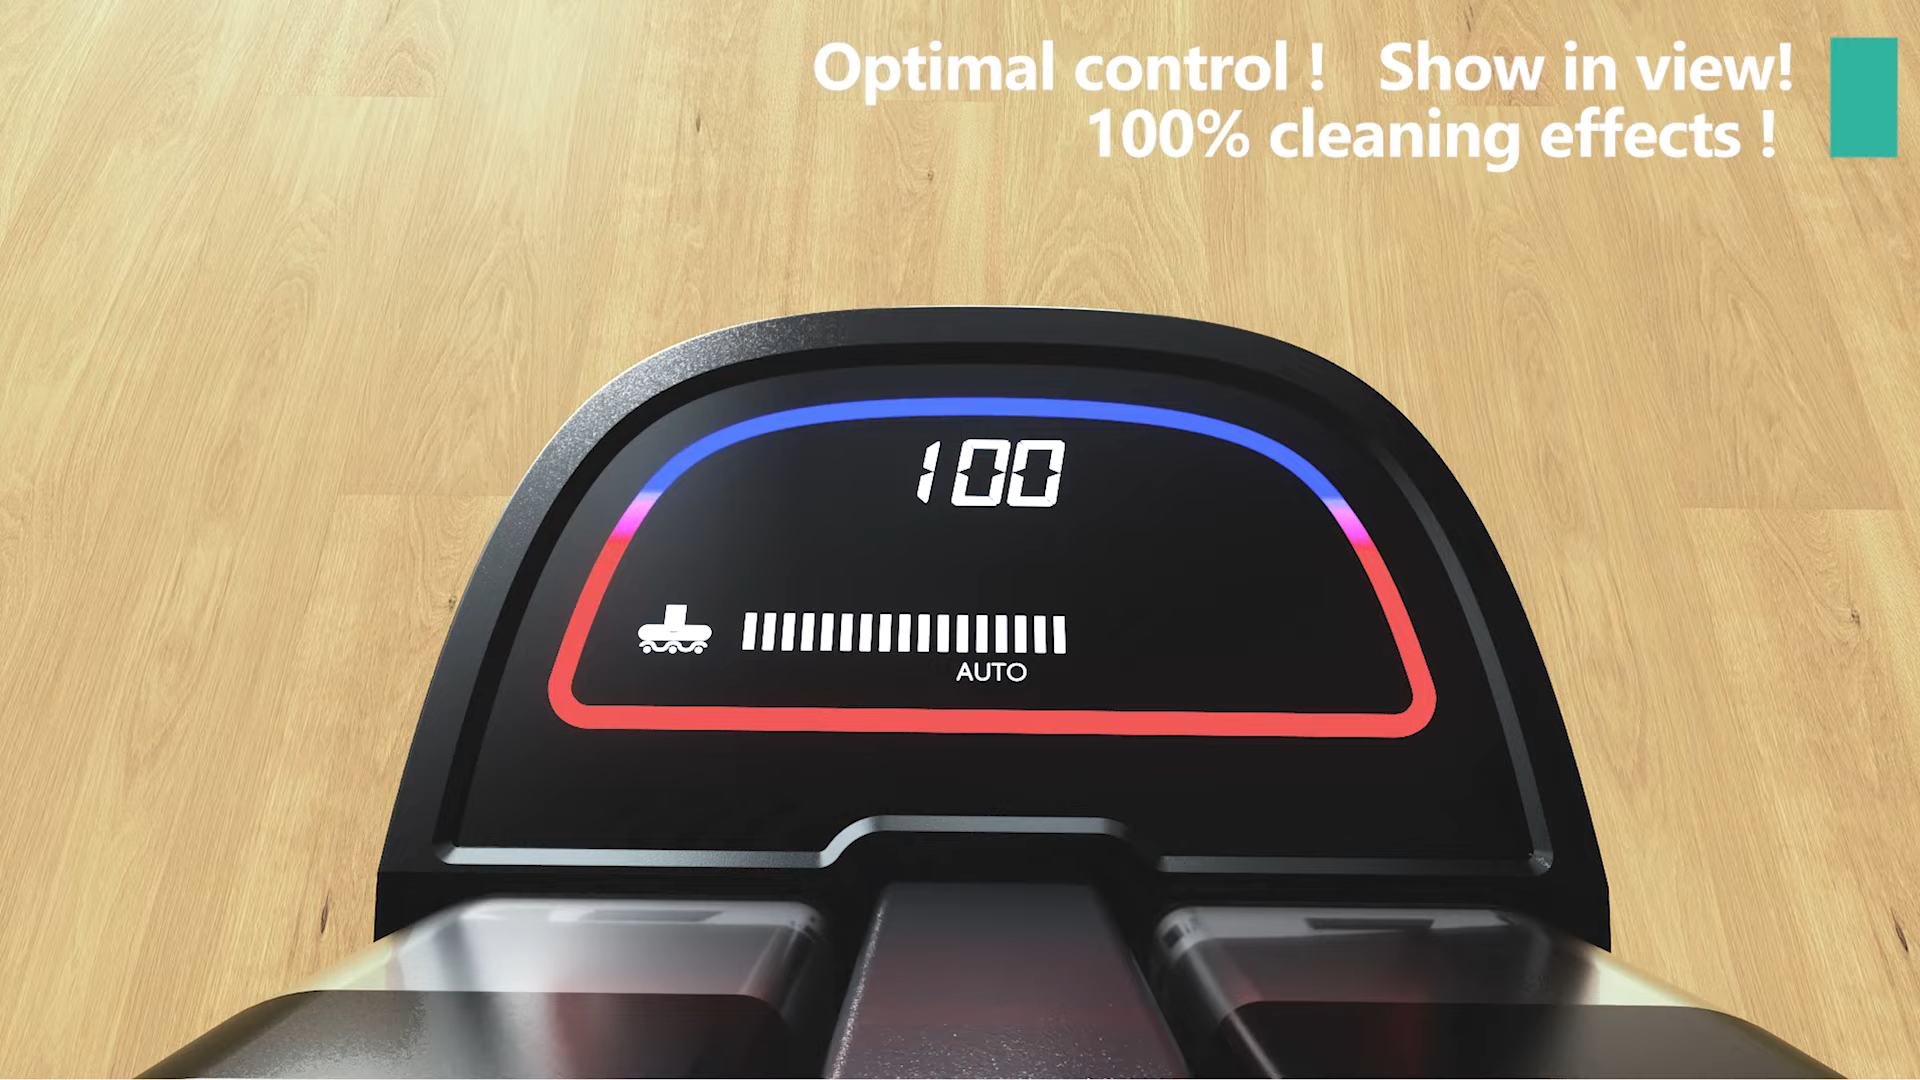 Optimal control !   Show in view!
100% cleaning effects !
100
AUTO